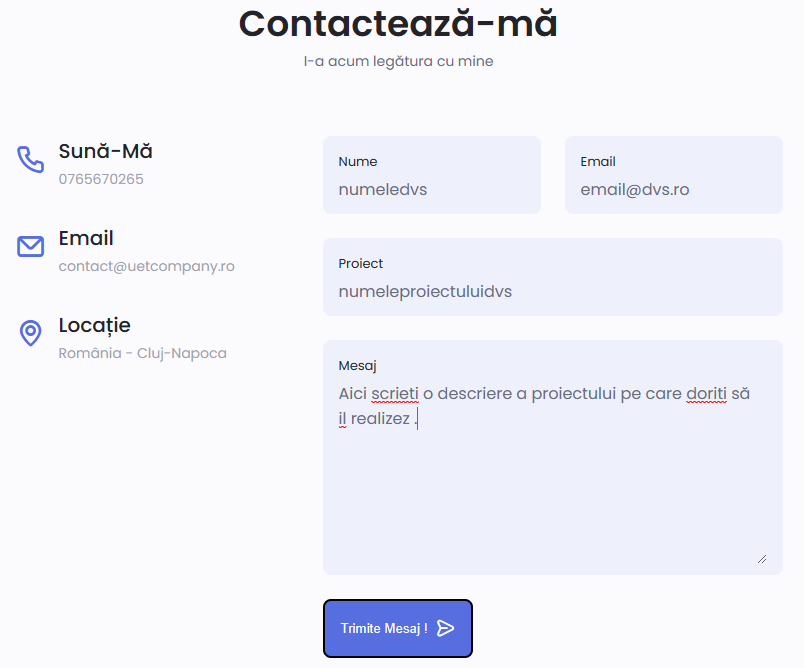 Contactează-mă
I-a acum legătura cu mine
Sună-Mă
0765670265
Email
contact@uetcompany.ro
Locație
România - Cluj-Napoca
Nume
numeledvs
Email
email@dvs.ro
Proiect
numeleproiectuluidvs
Mesaj
Aici scrieti o descriere a proiectului pe care doriti să
il realizez .
Trimite Mesaj !